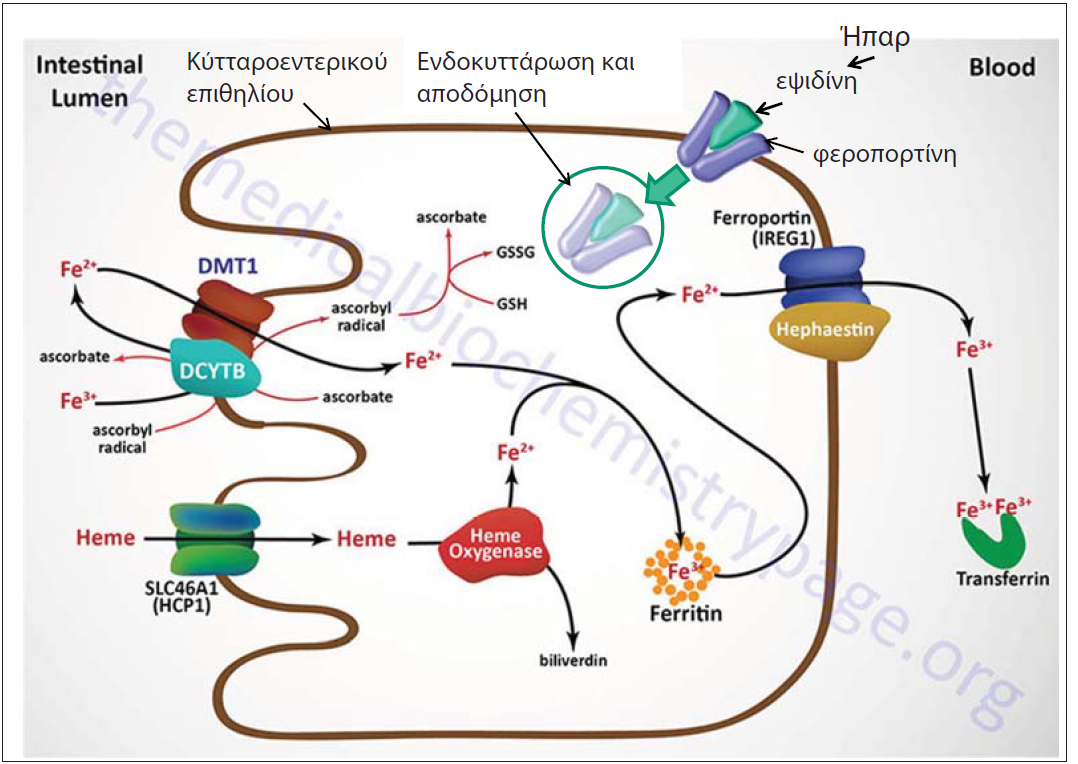 Intestinal
Lumen
Κύτταροεντερικού
επιθηλίου
Ενδοκυττάρωση και
αποδόμηση
Ήπαρ
εψιδίνη
φεροπορτίνη
Blood
Ferroportin
(IREG1)
Hephaestin
Fe²⁺
DMT1
DCYTB
ascorbate
Fe³⁺
ascorbyl
radical
ascorbate
ascorbyl
radical
ascorbate
GSSG
GSH
Fe²⁺
Fe²⁺
Fe³⁺
Fe²⁺
Heme
SLC46A1
(HCP1)
Heme
Heme
Oxygenase
biliverdin
Fe³⁺
Ferritin
Fe³⁺ Fe³⁺
Transferrin
themedicalbiochemistrypage.org